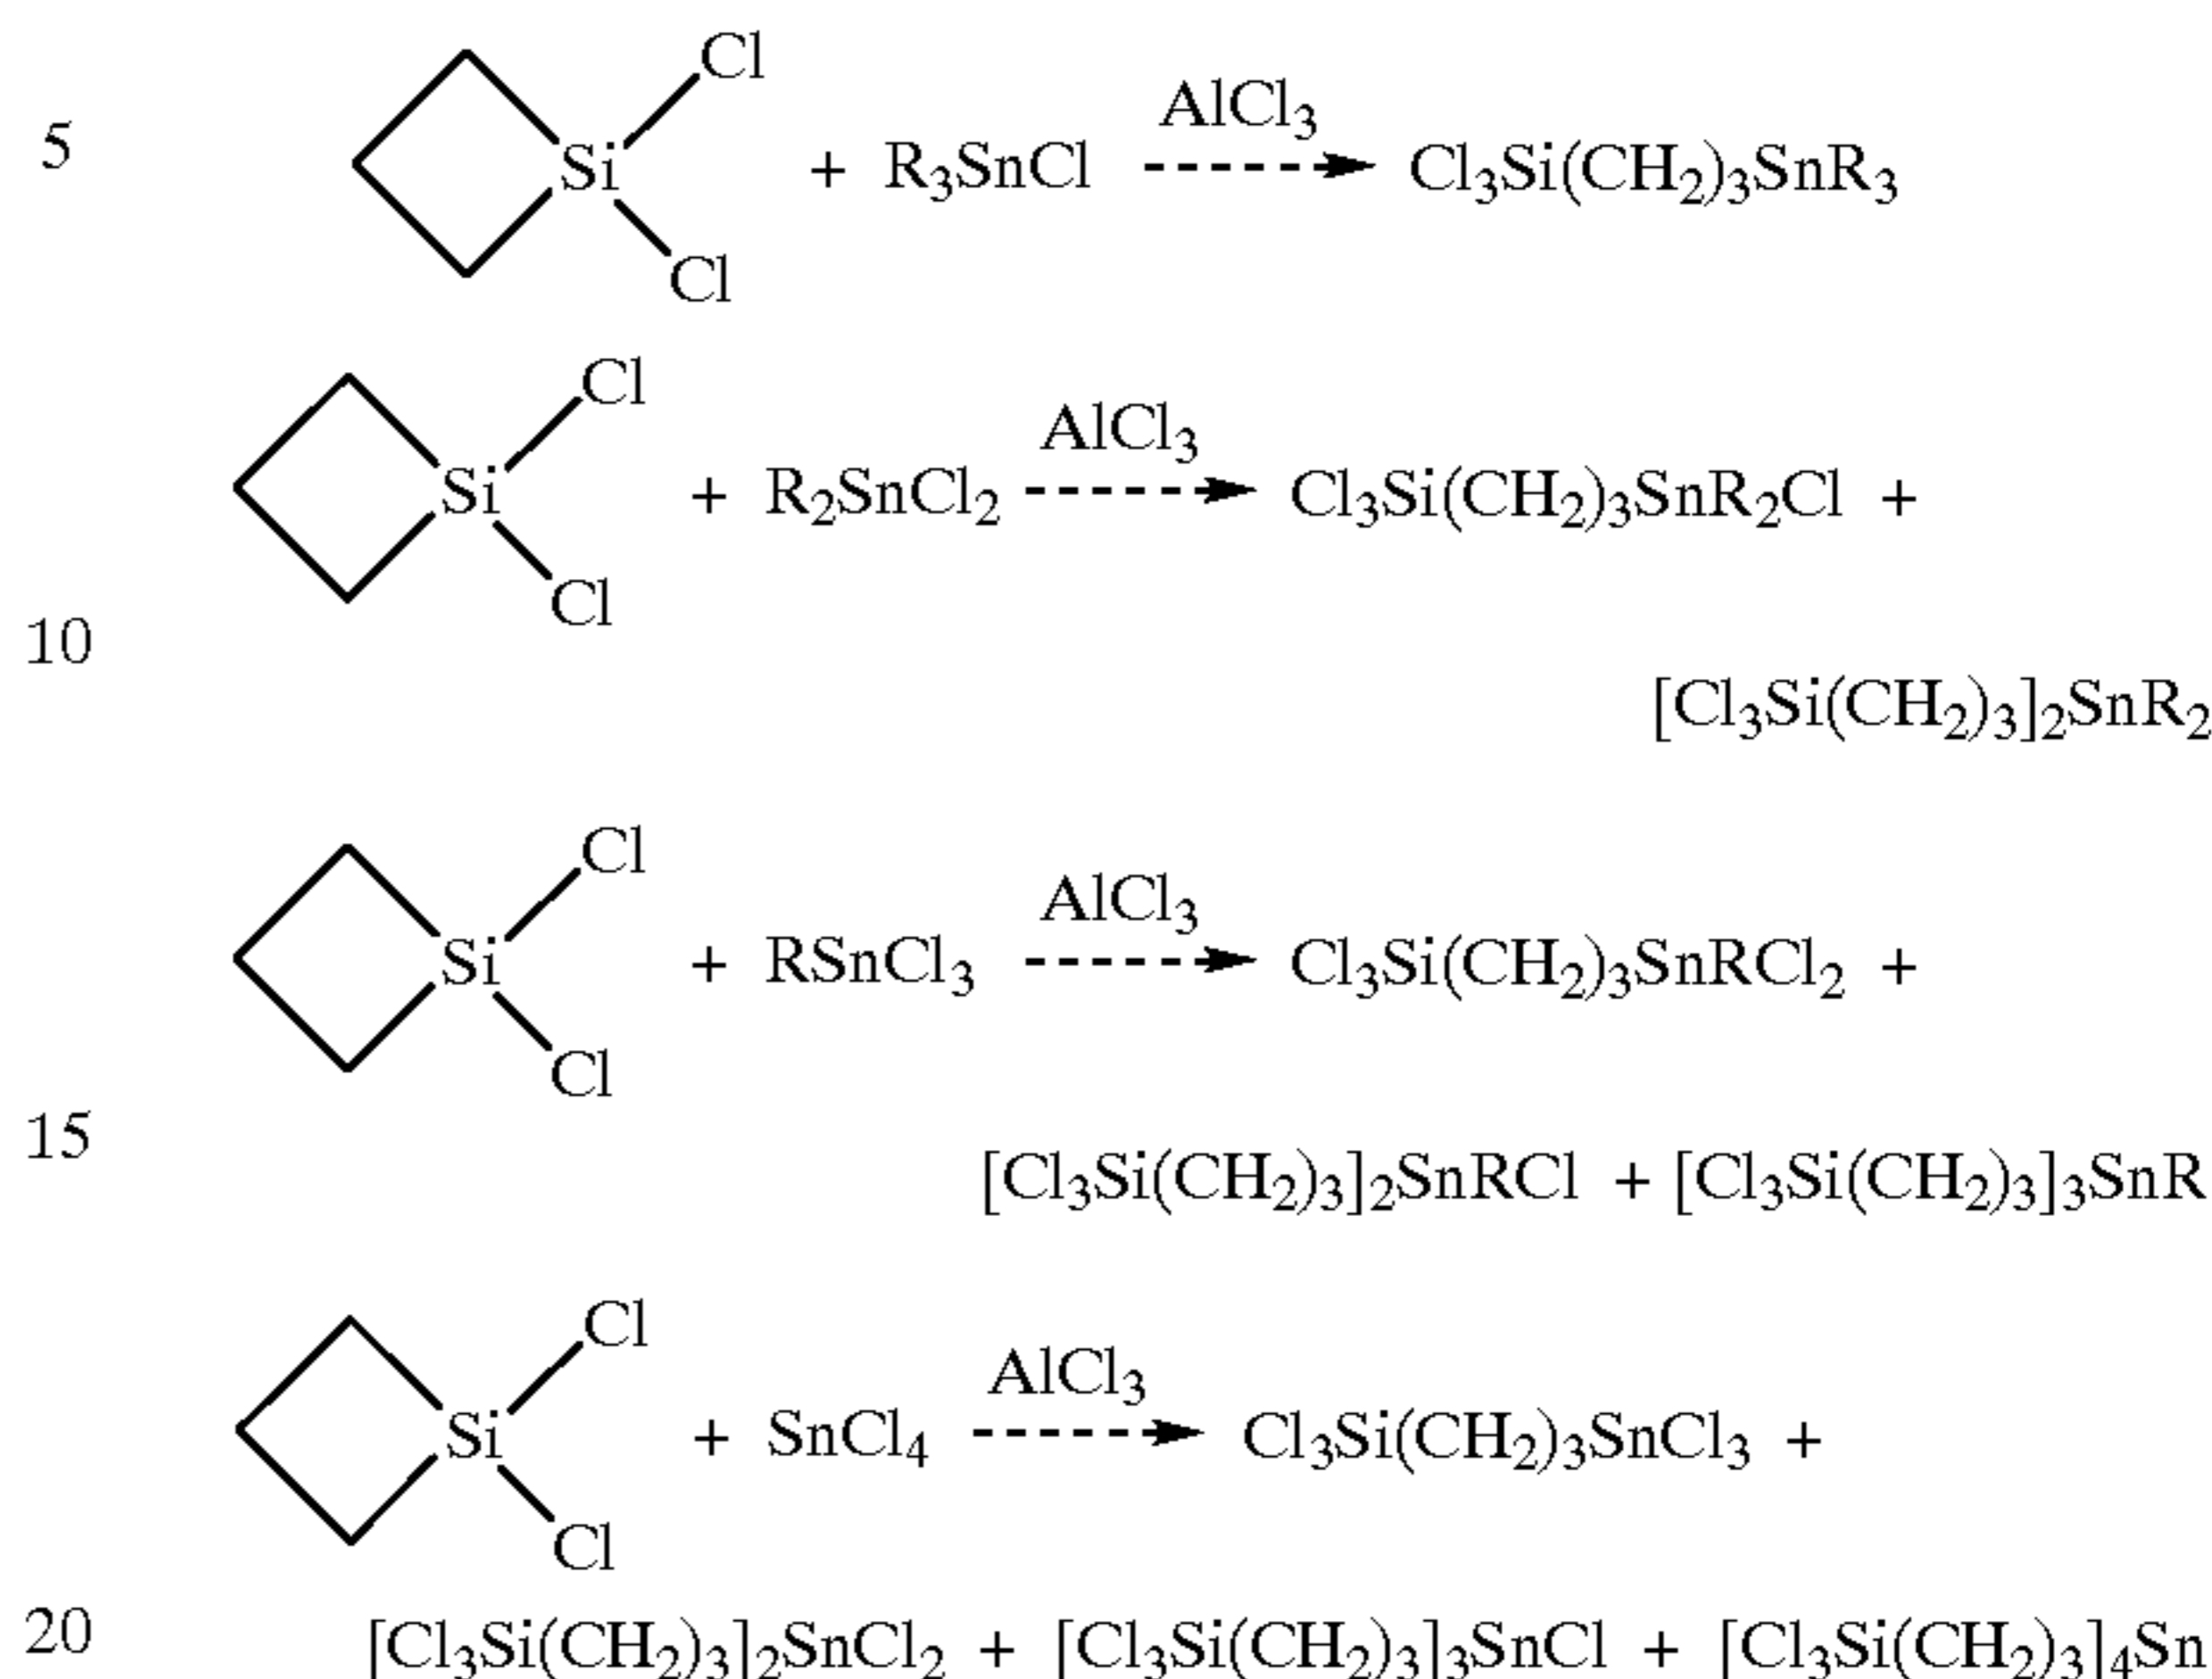 Cl
AlCl₃
5 Si + R₃SnCl Cl₃Si(CH₂)₃SnR₃
Cl
Cl
AlCl₃
Si + R₂SnCl₂ Cl₃Si(CH₂)₃SnR₂Cl +
Cl
10
[Cl₃Si(CH₂)₃]₂SnR₂
Cl
AlCl₃
Si + RSnCl₃ Cl₃Si(CH₂)₃SnRCl₂ +
Cl
15
[Cl₃Si(CH₂)₃]₂SnRCl + [Cl₃Si(CH₂)₃]₃SnR
Cl
AlCl₃
Si + SnCl₄ Cl₃Si(CH₂)₃SnCl₃ +
Cl
20 [Cl₃Si(CH₂)₃]₂SnCl₂ + [Cl₃Si(CH₂)₃]₃SnCl + [Cl₃Si(CH₂)₃]₄Sn